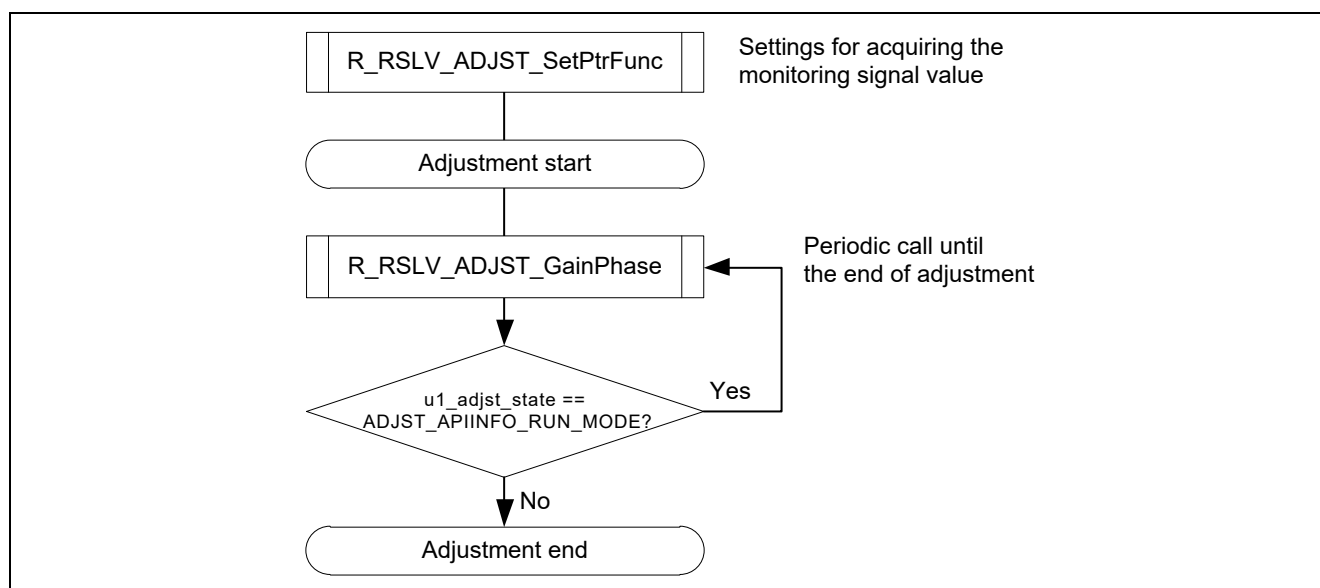 R_RSLV_ADJST_SetPtrFunc
Settings for acquiring the
monitoring signal value
Adjustment start
R_RSLV_ADJST_GainPhase
Periodic call until
the end of adjustment
u1_adjst_state ==
ADJST_APIINFO_RUN_MODE?
Yes
No
Adjustment end